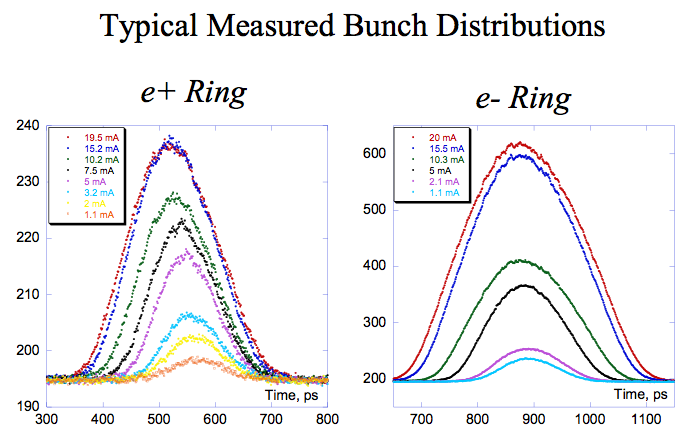 Typical Measured Bunch Distributions
e+ Ring
240
230
220
210
200
190
300 400 500 600 700 800
Time, ps
19.5 mA
15.2 mA
10.2 mA
7.5 mA
5 mA
3.2 mA
2 mA
1.1 mA
e- Ring
600
500
400
300
200
700 800 900 1000 1100
Time, ps
20 mA
15.5 mA
10.3 mA
5 mA
2.1 mA
1.1 mA